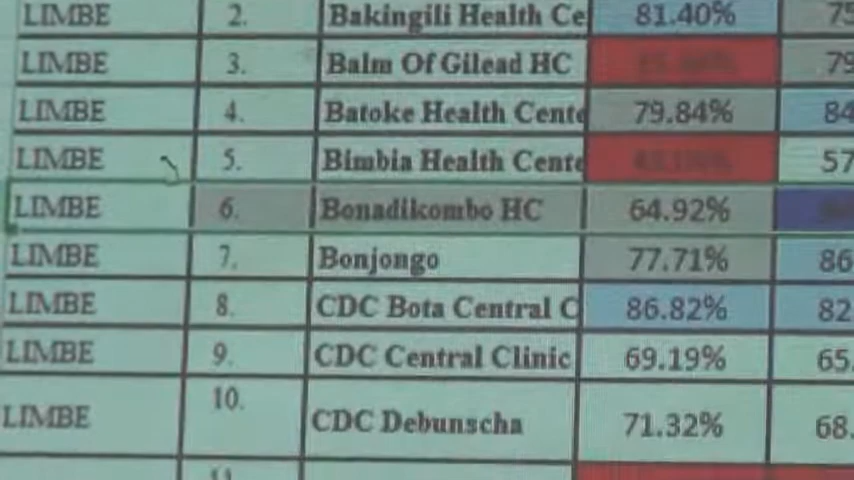 LIMBE 2. Bakingili Health Ce 81.40% 75
LIMBE 3. Balm Of Gilead HC 79
LIMBE 4. Batoke Health Cente 79.84% 84
LIMBE 5. Bimbia Health Cente 57
LIMBE 6. Bonadikombo HC 64.92%
LIMBE 7. Bonjongo 77.71% 86
LIMBE 8. CDC Bota Central C 86.82% 82
LIMBE 9. CDC Central Clinic 69.19% 65.
LIMBE 10. CDC Debunscha 71.32% 68.
11.